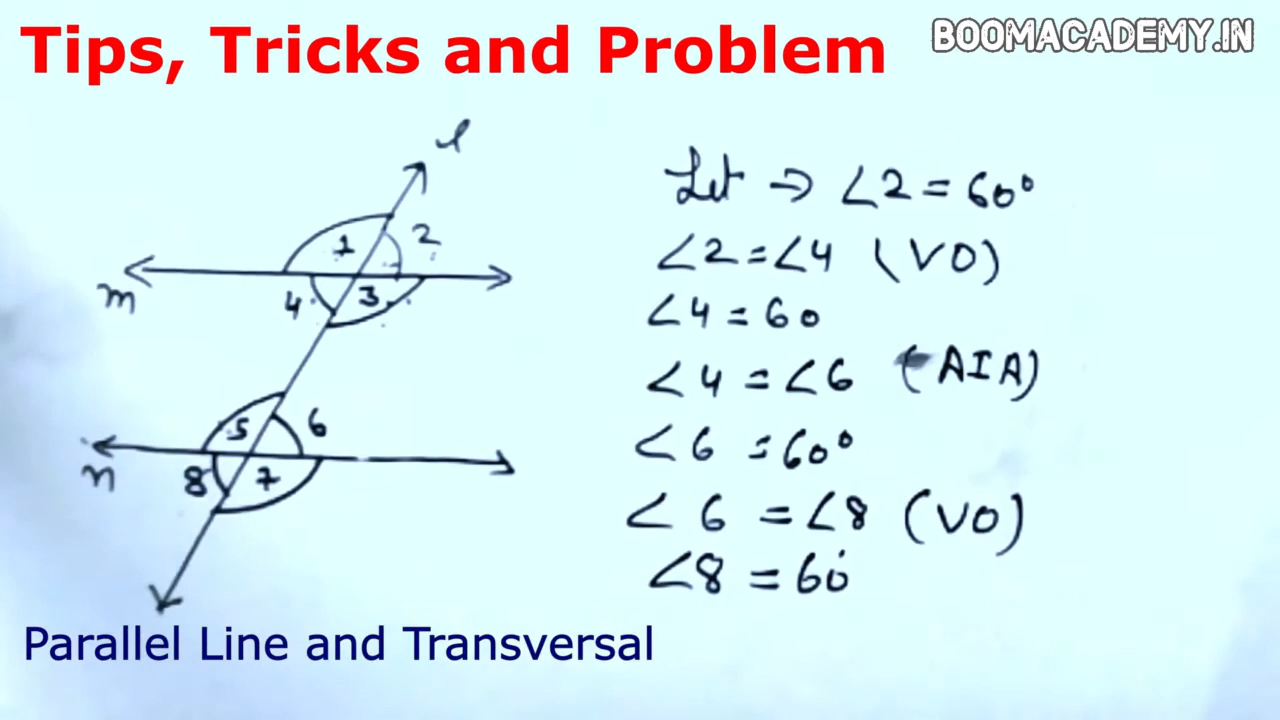 Tips, Tricks and Problem
BOOMACADEMY.IN
l
1 2
m
4 3
5 6
n
8 7
Let ⇒ ∠2 = 60°
∠2 = ∠4 (VO)
∠4 = 60
∠4 = ∠6 (AIA)
∠6 = 60°
∠6 = ∠8 (VO)
∠8 = 60°
Parallel Line and Transversal